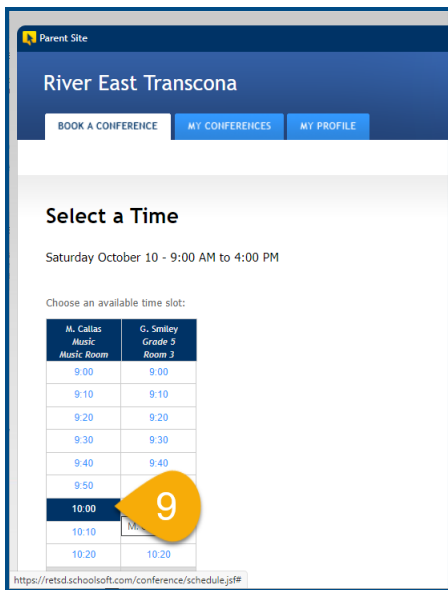 Parent Site
River East Transcona
BOOK A CONFERENCE MY CONFERENCES MY PROFILE
Select a Time
Saturday October 10 - 9:00 AM to 4:00 PM
Choose an available time slot:
M. Callas G. Smiley
Music Grade 5
Music Room Room 3
9:00 9:00
9:10 9:10
9:20 9:20
9:30 9:30
9:40 9:40
9:50
10:00 9
10:10 M.
10:20 10:20
https://retsd.schoolsoft.com/conference/schedule.jsf#